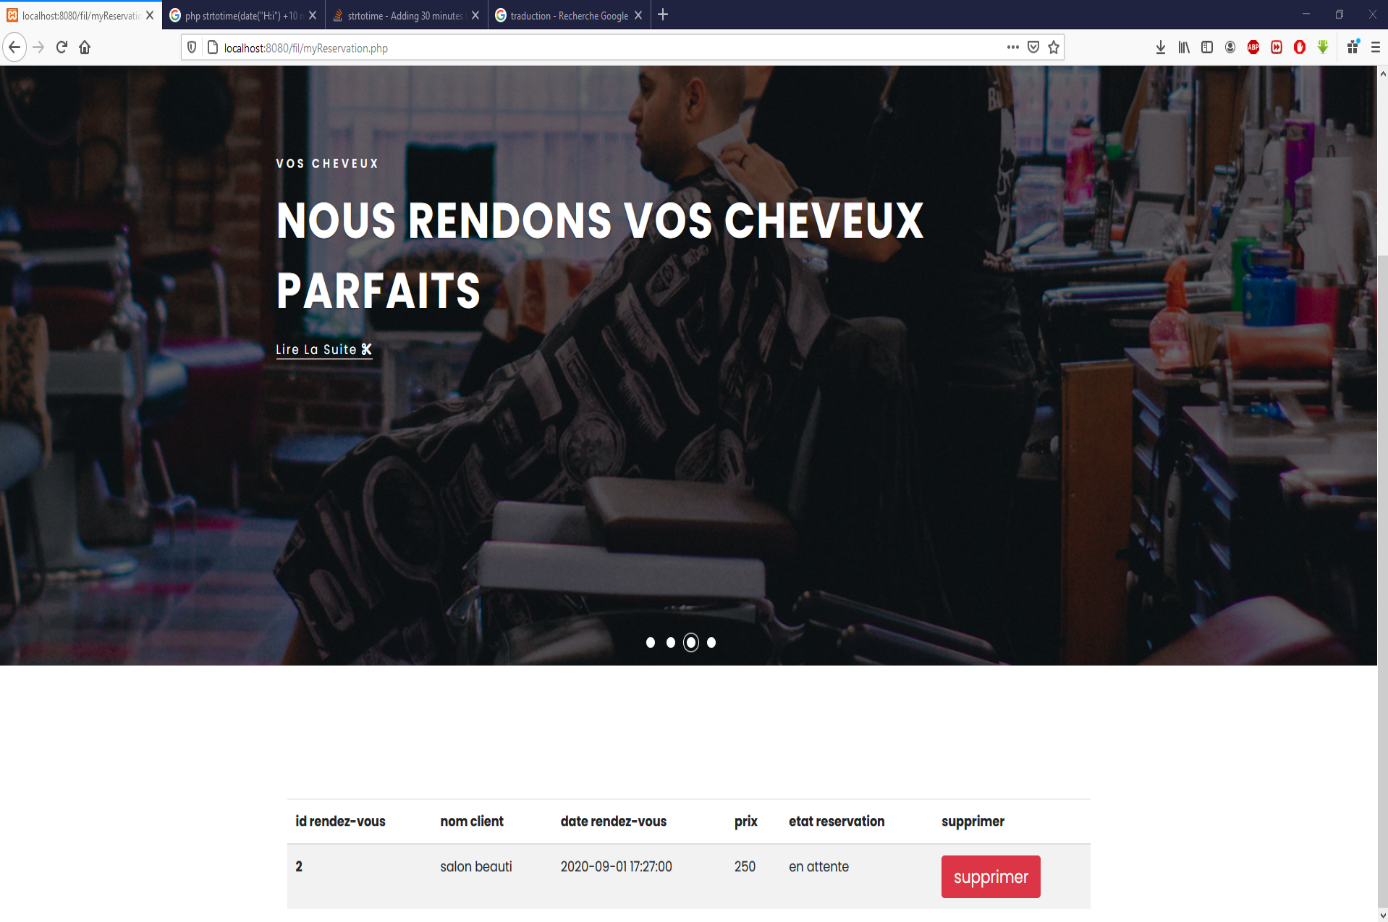 localhost:8080/fil/myReservatio
php strtotime(date("H:i") +10 m
strtotime - Adding 30 minutes
traduction - Recherche Google
localhost:8080/fil/myReservation.php
ABP
VOS CHEVEUX
NOUS RENDONS VOS CHEVEUX
PARFAITS
Lire La Suite
id rendez-vous nom client date rendez-vous prix etat reservation supprimer
2 salon beauti 2020-09-01 17:27:00 250 en attente supprimer